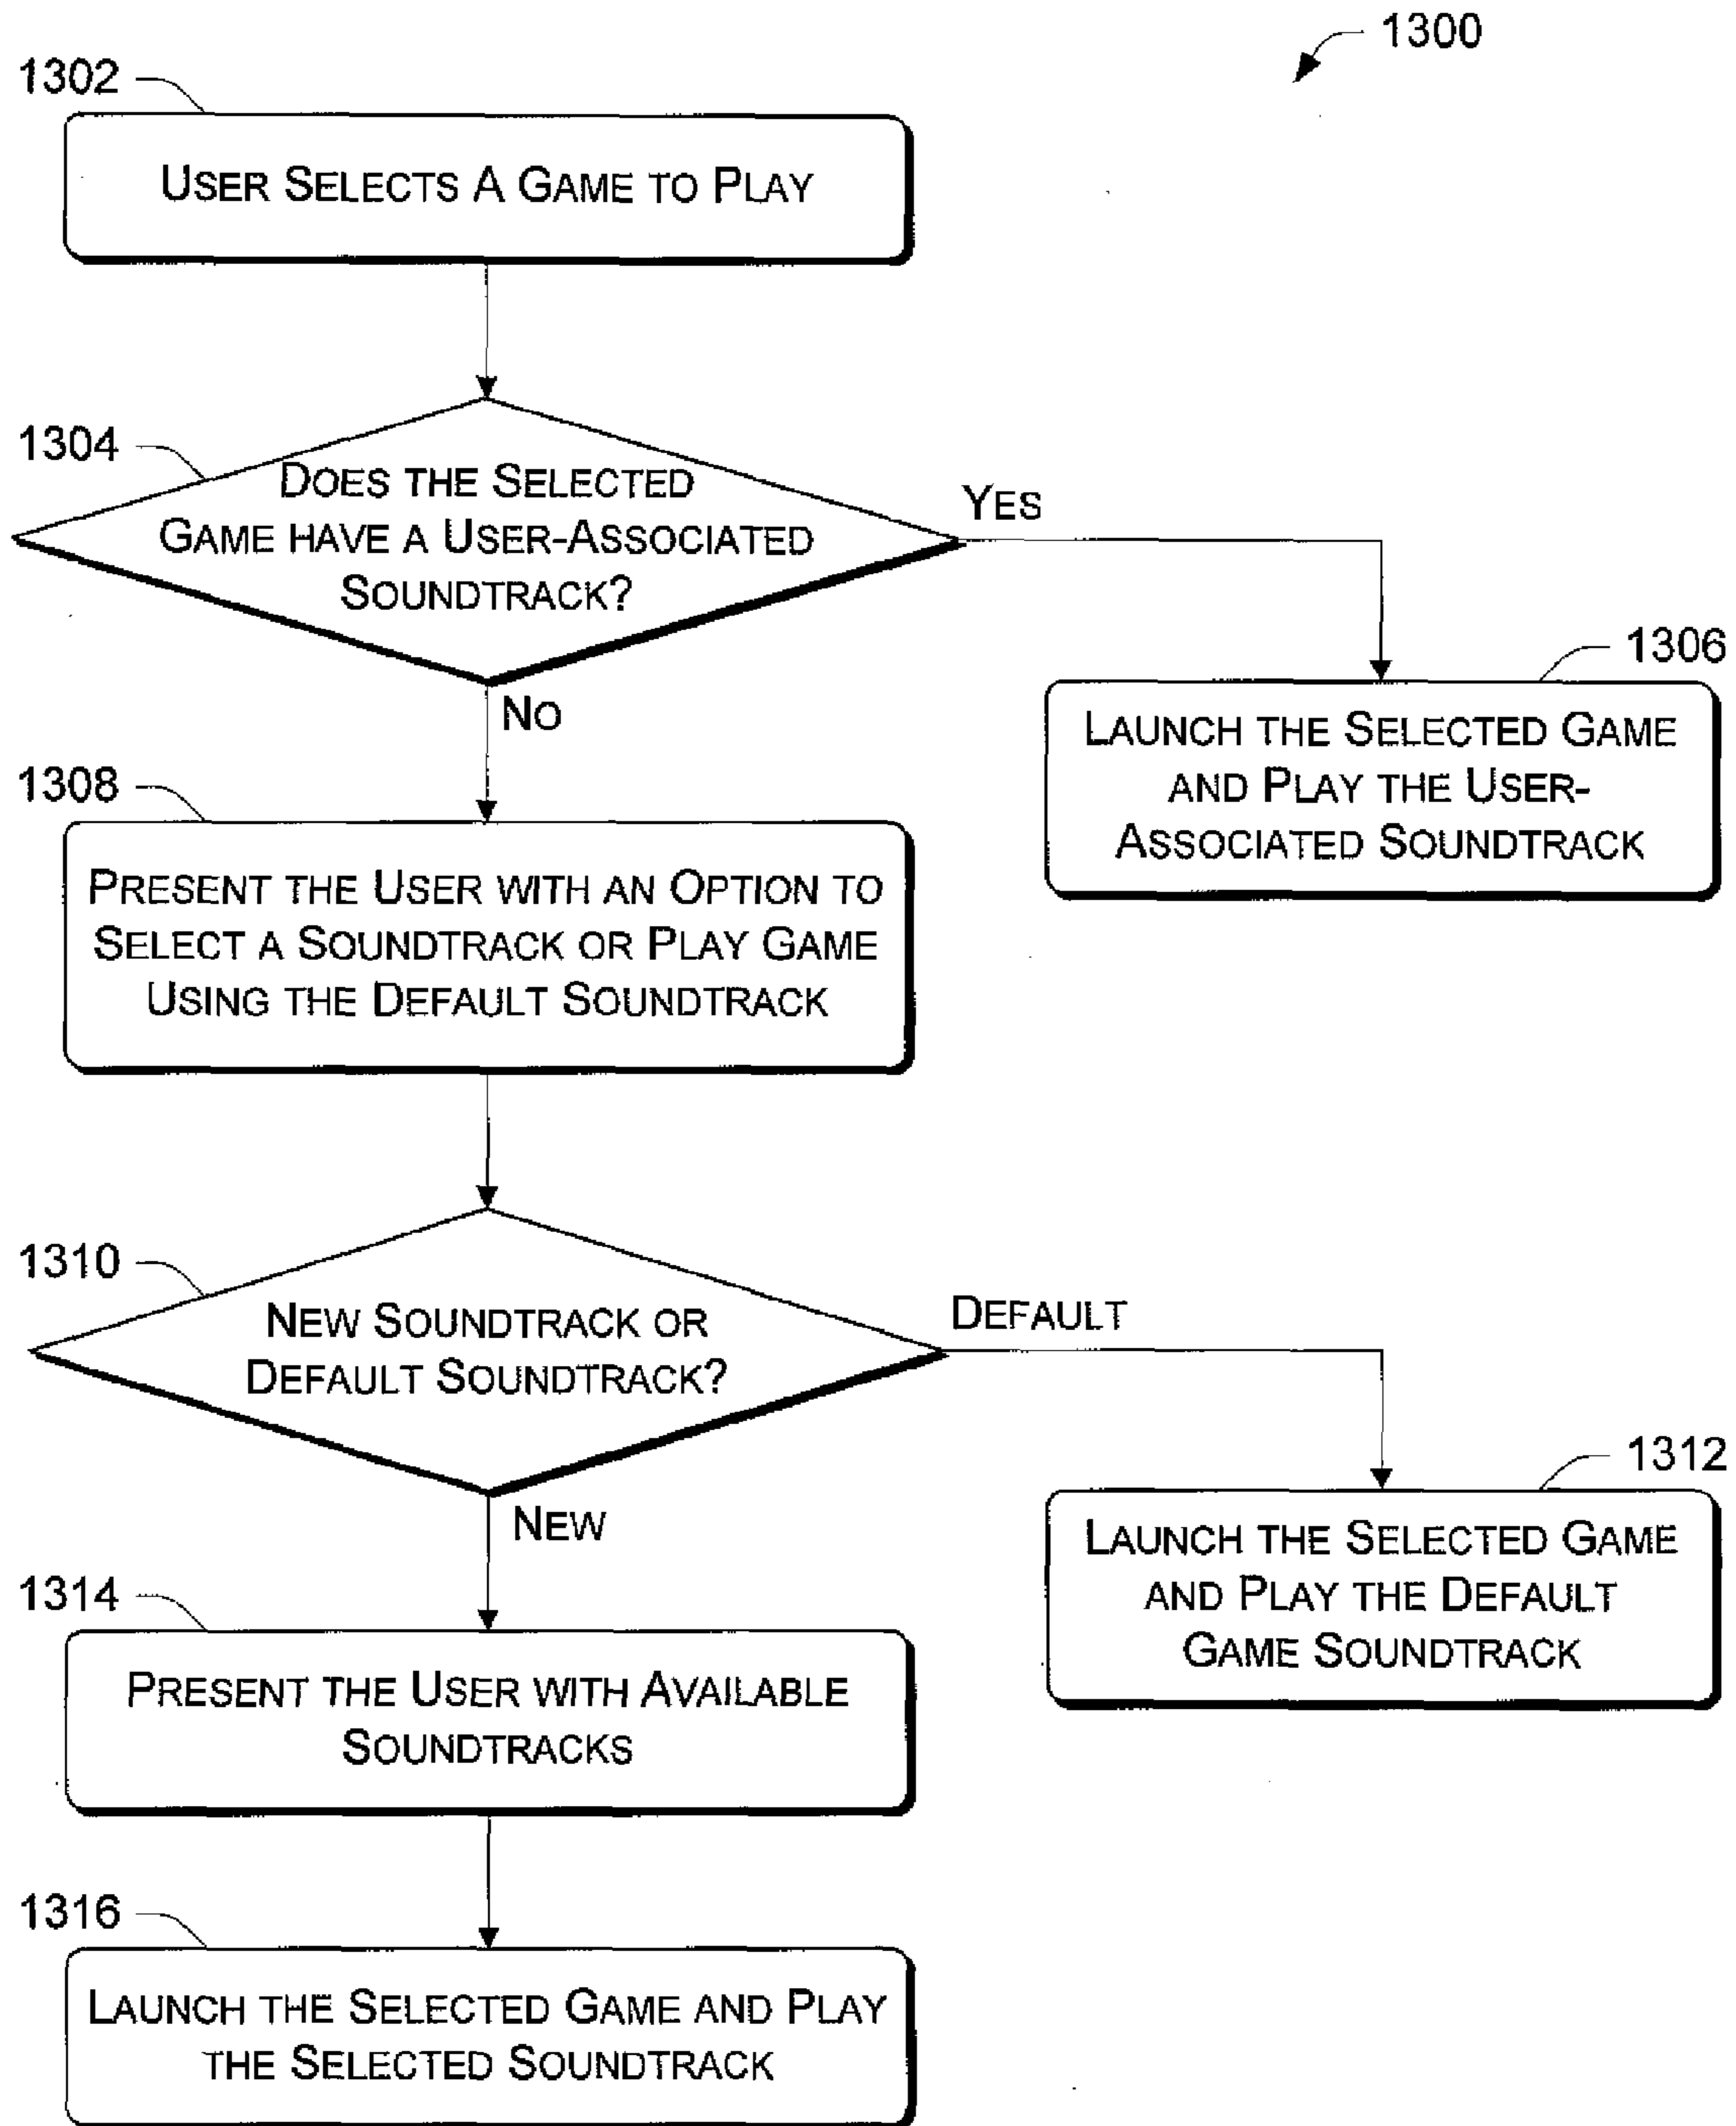 1300
1302
USER SELECTS A GAME TO PLAY
1304
DOES THE SELECTED
GAME HAVE A USER-ASSOCIATED
SOUNDTRACK?
YES
1306
LAUNCH THE SELECTED GAME
AND PLAY THE USER-
ASSOCIATED SOUNDTRACK
NO
1308
PRESENT THE USER WITH AN OPTION TO
SELECT A SOUNDTRACK OR PLAY GAME
USING THE DEFAULT SOUNDTRACK
1310
NEW SOUNDTRACK OR
DEFAULT SOUNDTRACK?
DEFAULT
1312
LAUNCH THE SELECTED GAME
AND PLAY THE DEFAULT
GAME SOUNDTRACK
NEW
1314
PRESENT THE USER WITH AVAILABLE
SOUNDTRACKS
1316
LAUNCH THE SELECTED GAME AND PLAY
THE SELECTED SOUNDTRACK